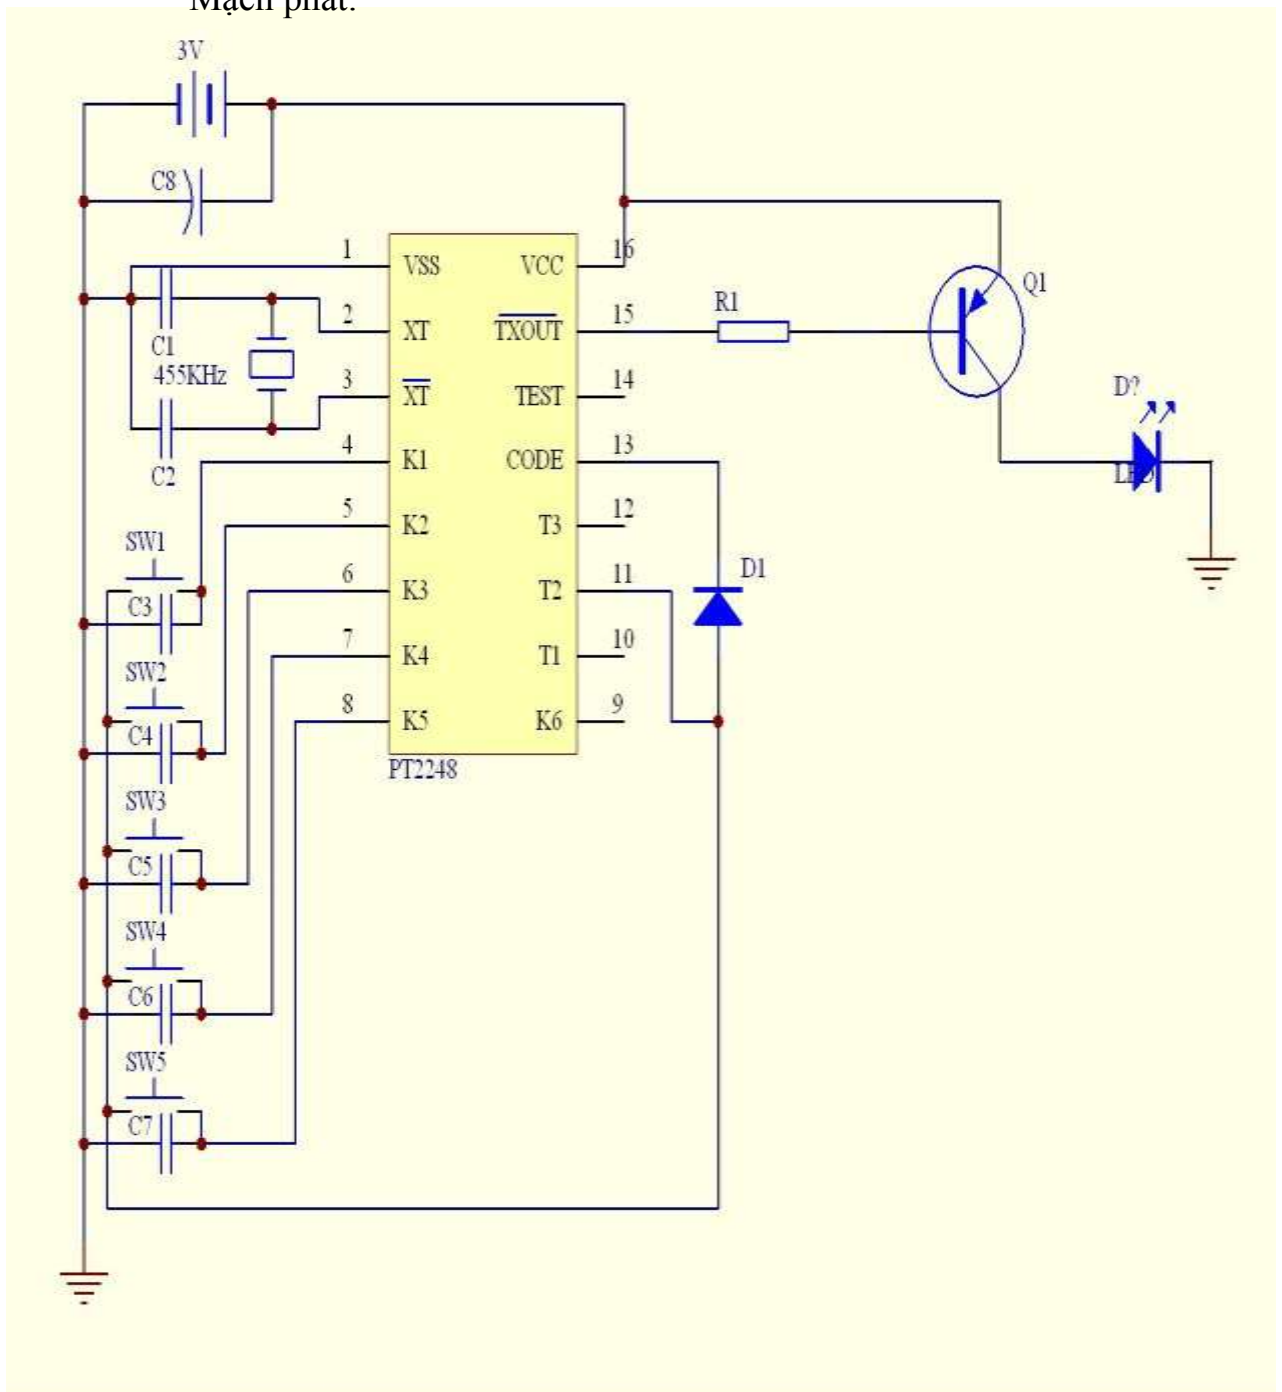 Mạch phát:
3V
C8
1 VSS VCC 16
2 XT TXOUT 15 R1 Q1
C1
455KHz
3 XT TEST 14
D?
C2
4 K1 CODE 13
LED
5 K2 T3 12
SW1
6 K3 T2 11 D1
C3
7 K4 T1 10
SW2
8 K5 K6 9
C4
PT2248
SW3
C5
SW4
C6
SW5
C7